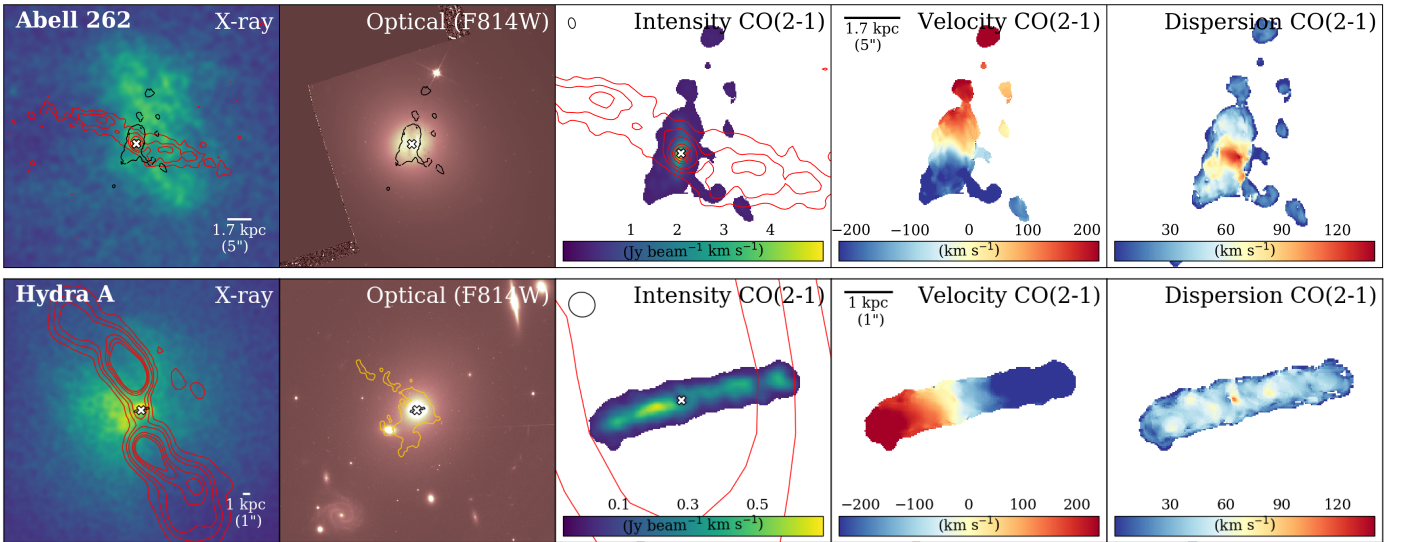 Abell 262 X-ray
Optical (F814W)
Intensity CO(2-1)
Velocity CO(2-1)
Dispersion CO(2-1)
1.7 kpc
(5")
1.7 kpc
(5")
1 2 3 4
(Jy beam⁻¹ km s⁻¹)
−200 −100 0 100 200
(km s⁻¹)
30 60 90 120
(km s⁻¹)
Hydra A X-ray
Optical (F814W)
Intensity CO(2-1)
Velocity CO(2-1)
Dispersion CO(2-1)
1 kpc
(1")
1 kpc
(1")
0.1 0.3 0.5
(Jy beam⁻¹ km s⁻¹)
−200 −100 0 100 200
(km s⁻¹)
30 60 90 120
(km s⁻¹)